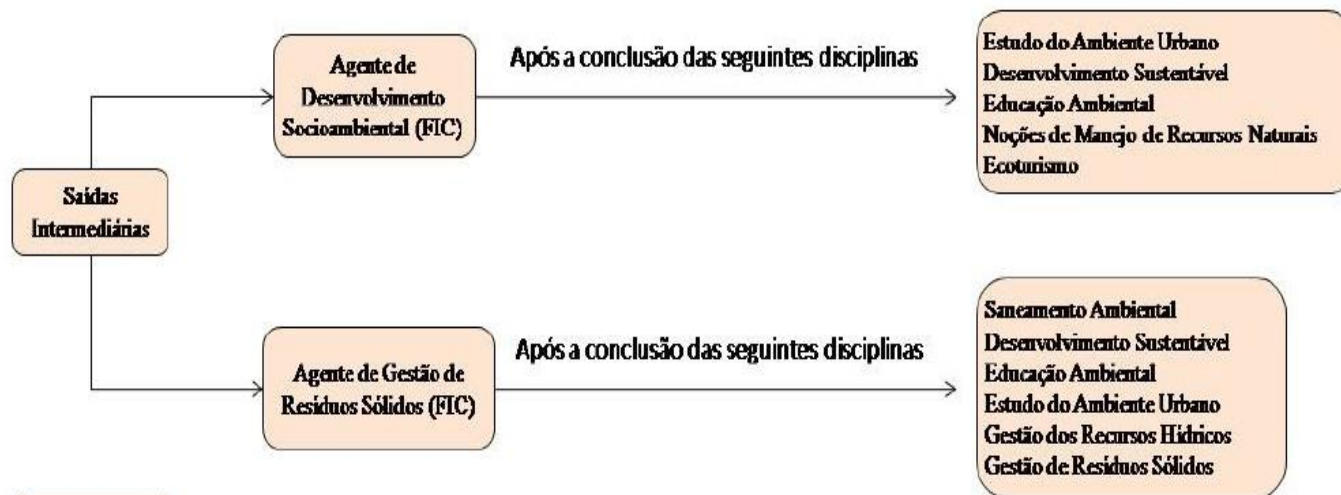 Agente de
Desenvolvimento
Socioambiental (FIC)
Após a conclusão das seguintes disciplinas
Estudo do Ambiente Urbano
Desenvolvimento Sustentável
Educação Ambiental
Noções de Manejo de Recursos Naturais
Ecoturismo
Saídas
Intermediárias
Agente de Gestão de
Resíduos Sólidos (FIC)
Após a conclusão das seguintes disciplinas
Saneamento Ambiental
Desenvolvimento Sustentável
Educação Ambiental
Estudo do Ambiente Urbano
Gestão dos Recursos Hídricos
Gestão de Resíduos Sólidos